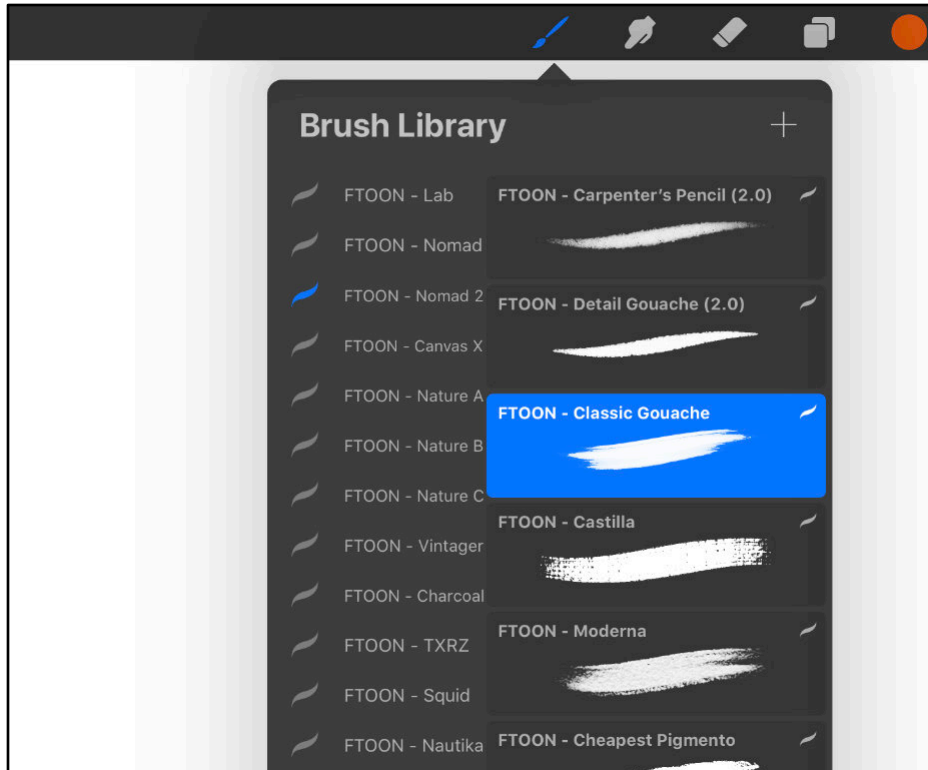 Brush Library
FTOON - Lab
FTOON - Nomad
FTOON - Nomad 2
FTOON - Canvas X
FTOON - Nature A
FTOON - Nature B
FTOON - Nature C
FTOON - Vintager
FTOON - Charcoal
FTOON - TXRZ
FTOON - Squid
FTOON - Nautika
FTOON - Carpenter’s Pencil (2.0)
FTOON - Detail Gouache (2.0)
FTOON - Classic Gouache
FTOON - Castilla
FTOON - Moderna
FTOON - Cheapest Pigmento